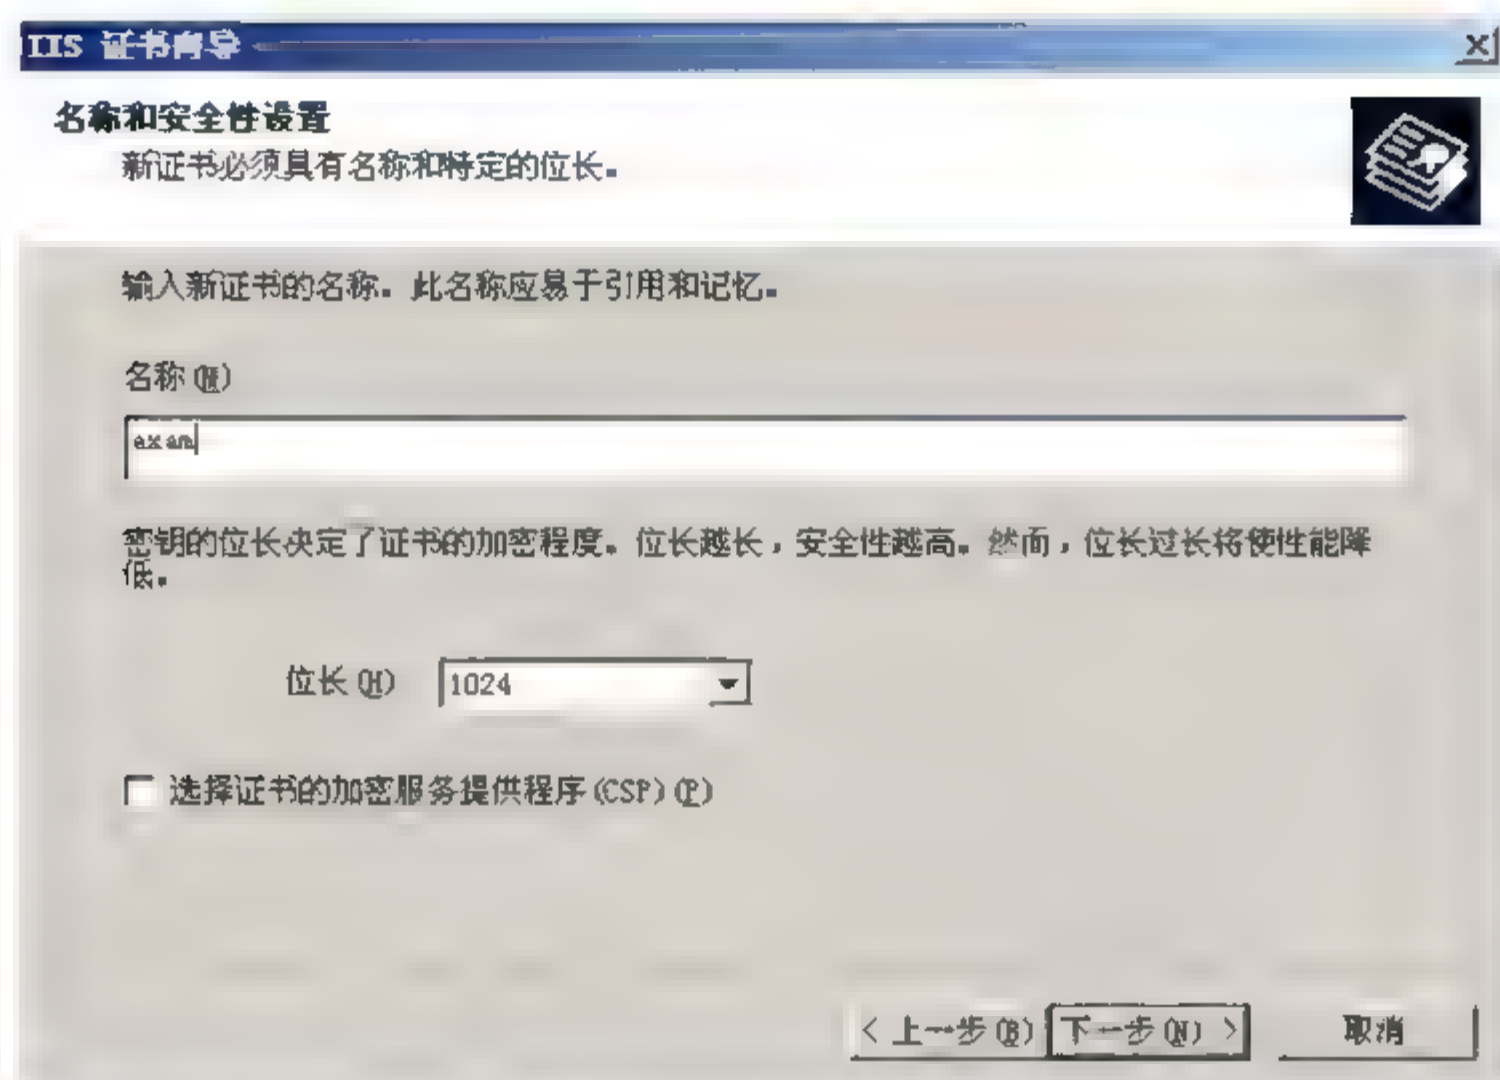 IIS 证书向导
名称和安全性设置
新证书必须具有名称和特定的位长。
输入新证书的名称。此名称应易于引用和记忆。
名称(M)
exam
密钥的位长决定了证书的加密程度。位长越长，安全性越高。然而，位长过长将使性能降
低。
位长(H) 1024
选择证书的加密服务提供程序(CSP)(P)
< 上一步(B) 下一步(N) > 取消